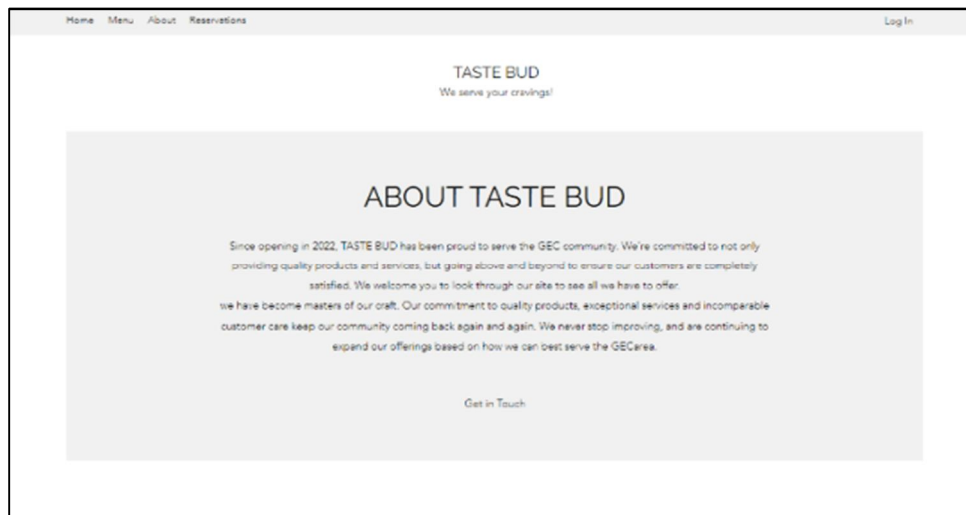 Home Menu About Reservations Log In
TASTE BUD
We serve your cravings!
ABOUT TASTE BUD
Since opening in 2022, TASTE BUD has been proud to serve the GEC community. We're committed to not only
providing quality products and services, but going above and beyond to ensure our customers are completely
satisfied. We welcome you to look through our site to see all we have to offer.
we have become masters of our craft. Our commitment to quality products, exceptional services and incomparable
customer care keep our community coming back again and again. We never stop improving, and are continuing to
expand our offerings based on how we can best serve the GECarea.
Get in Touch